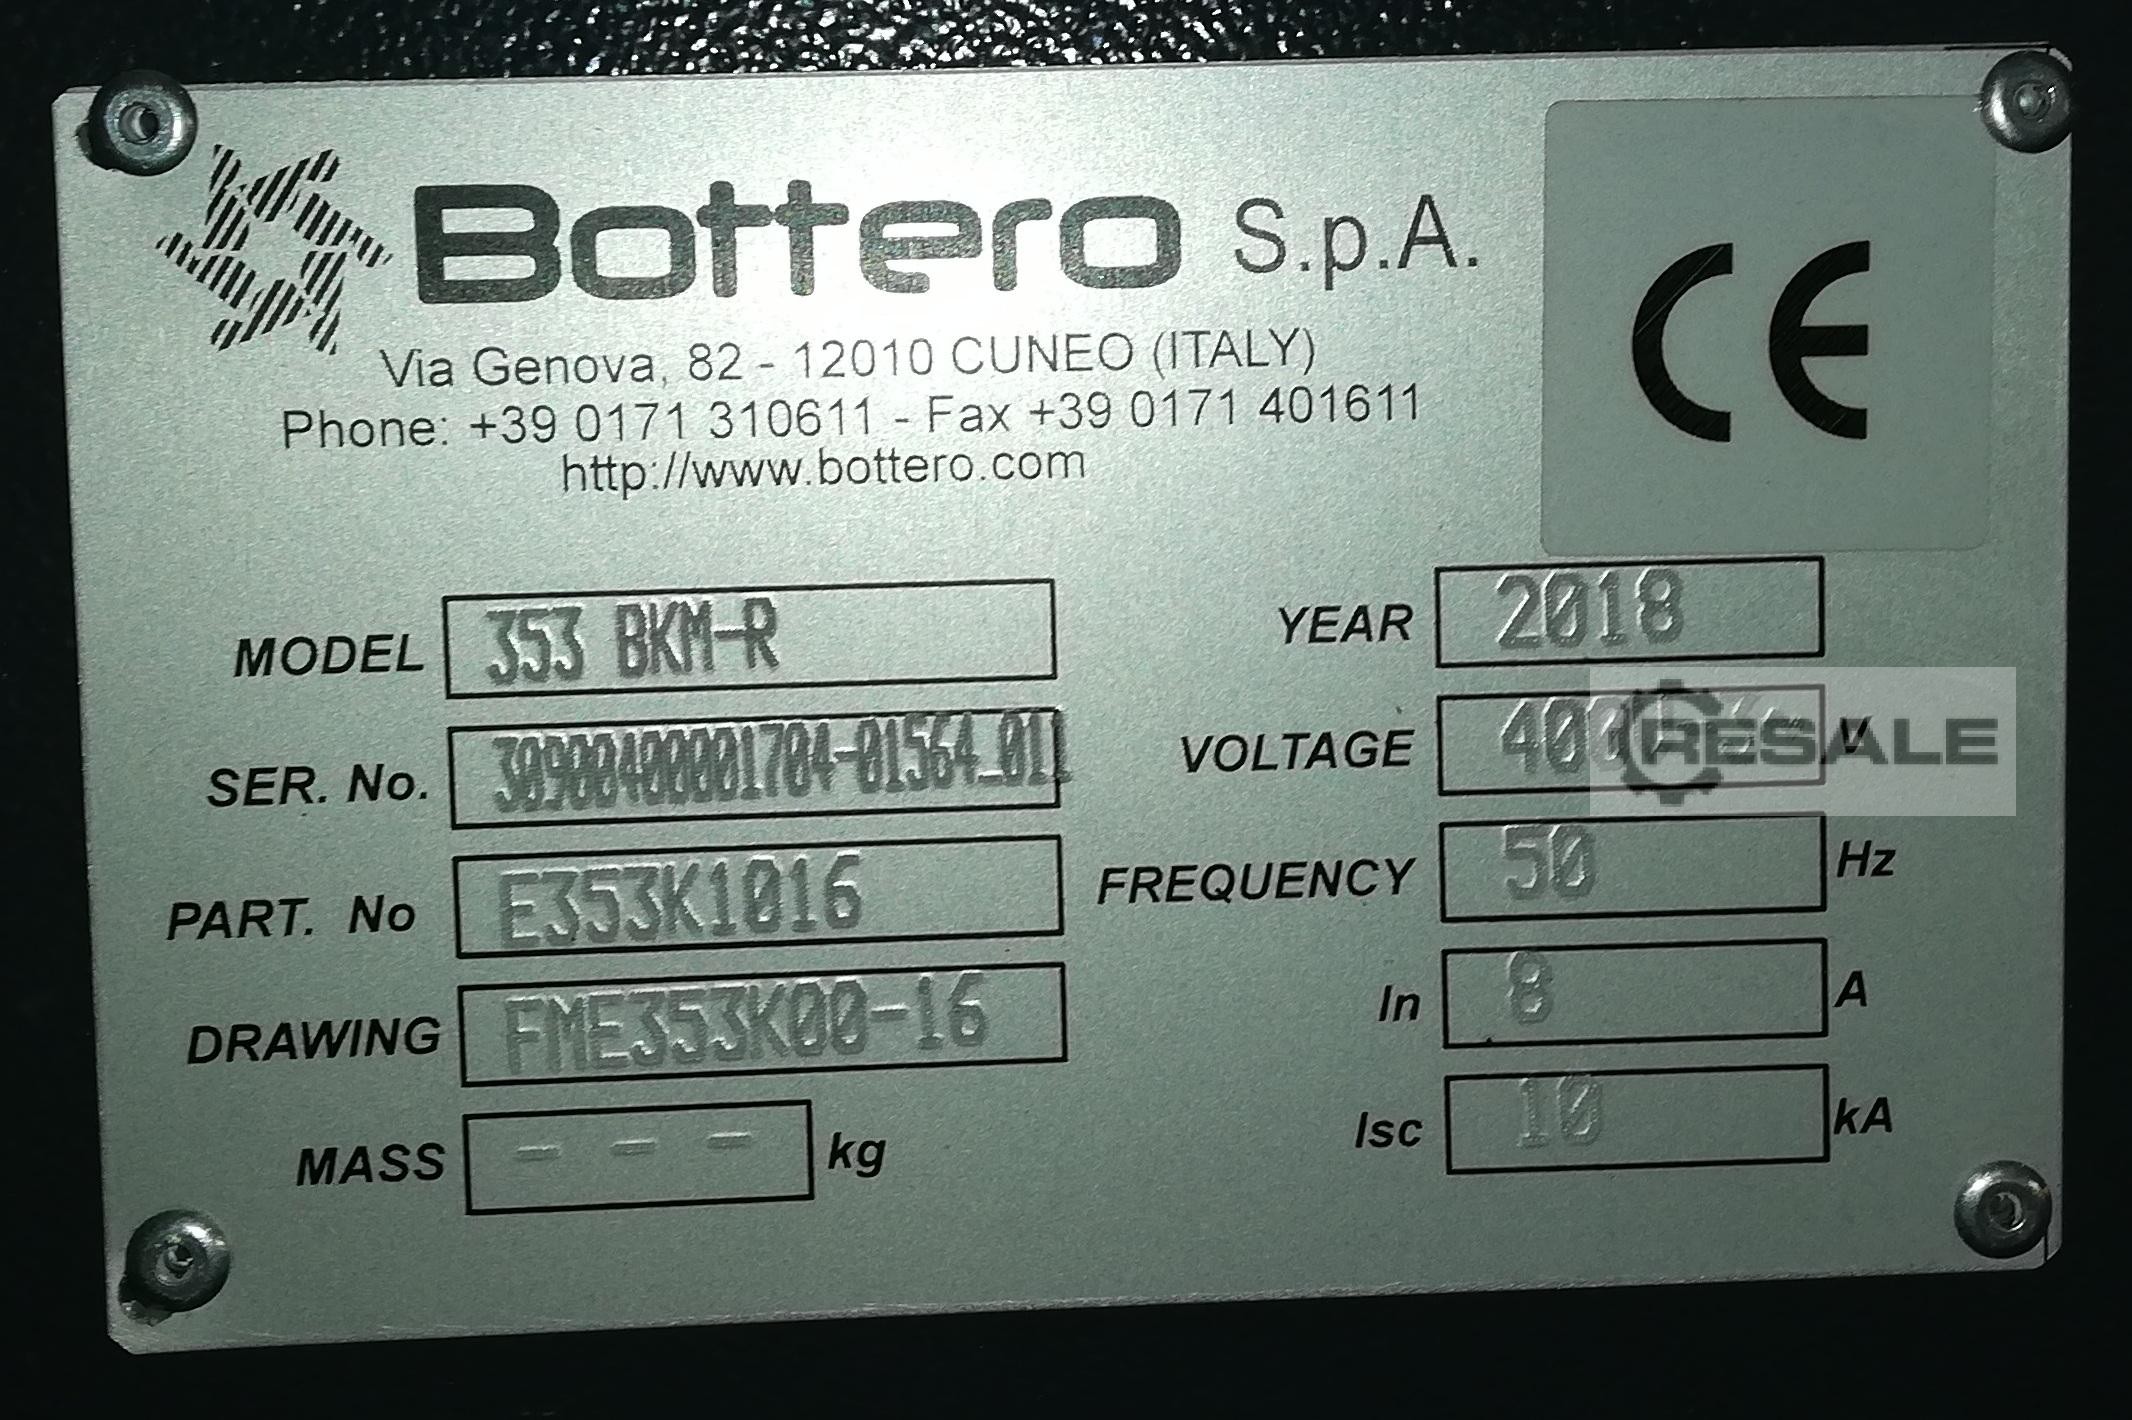 Bottero S.p.A.
CE
Via Genova, 82 - 12010 CUNEO (ITALY)
Phone: +39 0171 310611 - Fax +39 0171 401611
http://www.bottero.com
MODEL 353 BKM-R
YEAR 2018
SER. No. 30900400001704-01564_011
VOLTAGE V
RESALE
PART. No E353K1016
FREQUENCY 50 Hz
DRAWING FME353K00-16
In 8 A
MASS - - - kg
Isc 10 kA